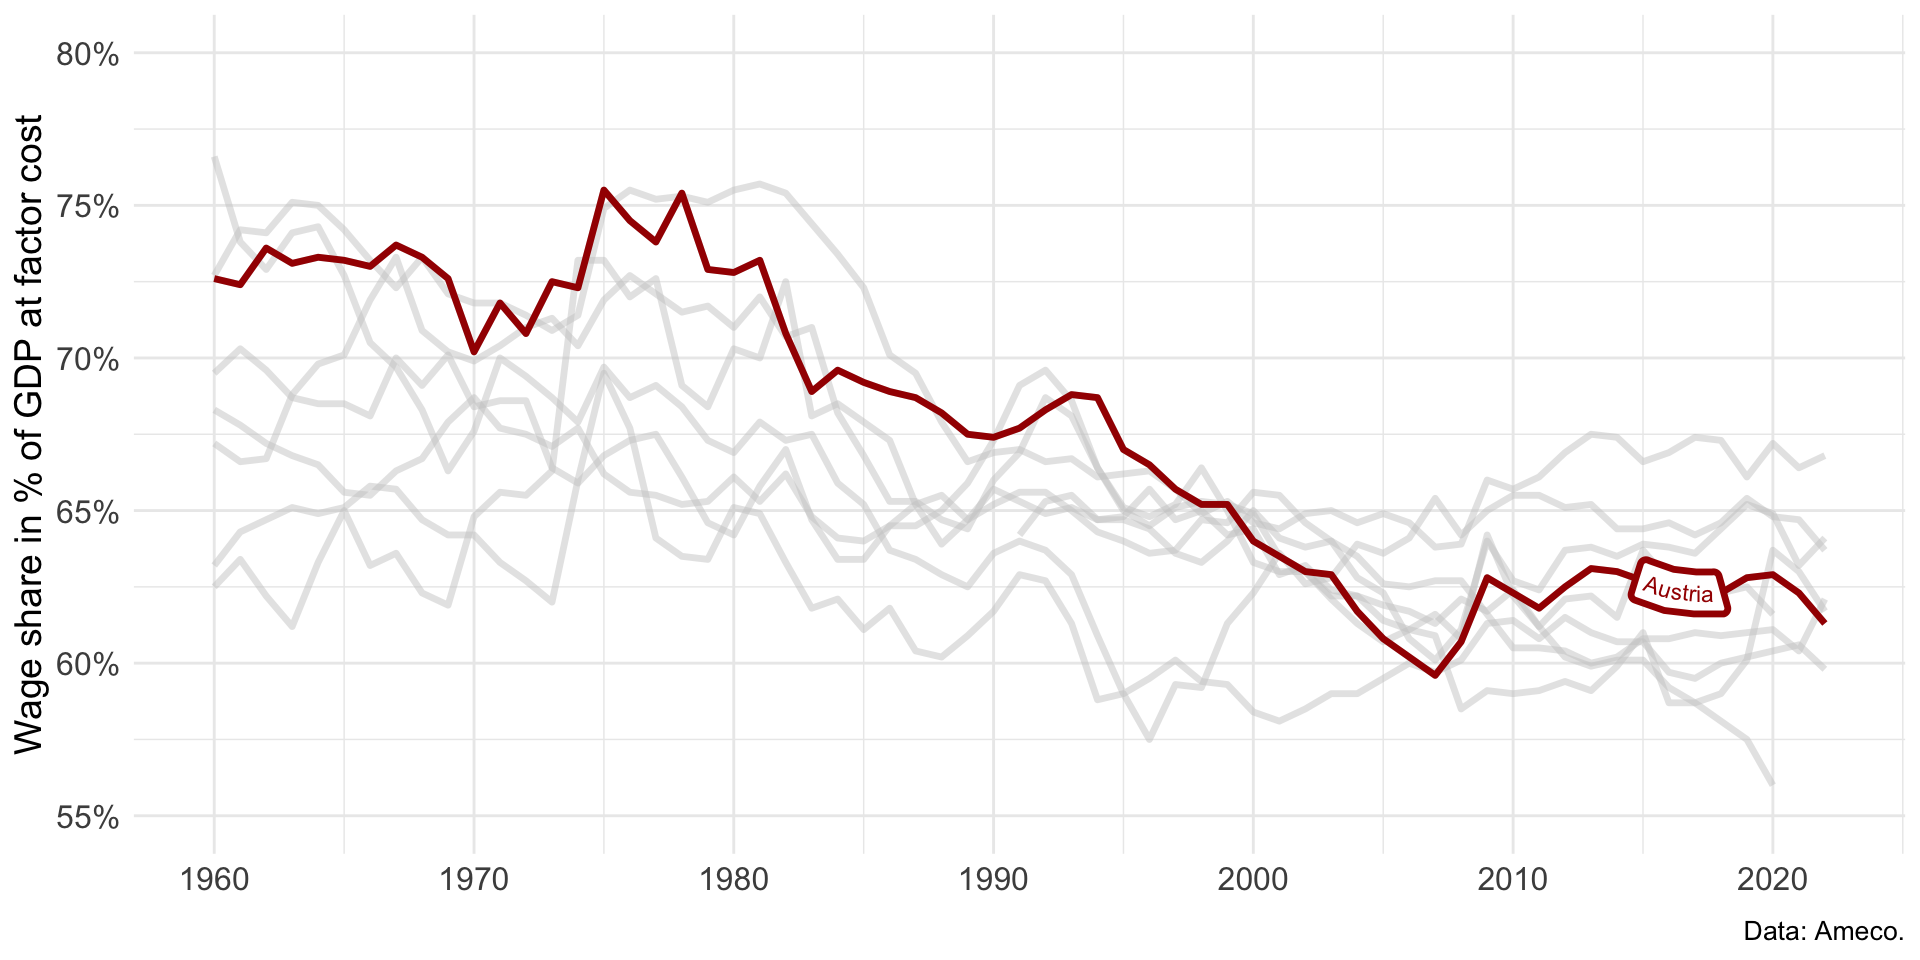 Wage share in % of GDP at factor cost
80%
75%
70%
65%
60%
55%
Austria
1960 1970 1980 1990 2000 2010 2020
Data: Ameco.